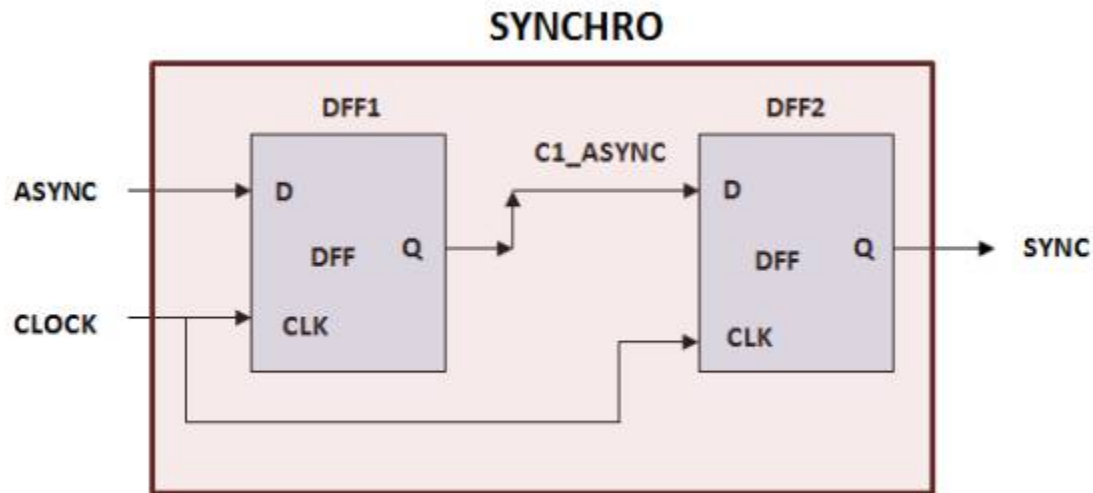 SYNCHRO
DFF1
DFF2
C1_ASYNC
ASYNC
D
D
DFF
Q
DFF
Q
SYNC
CLOCK
CLK
CLK